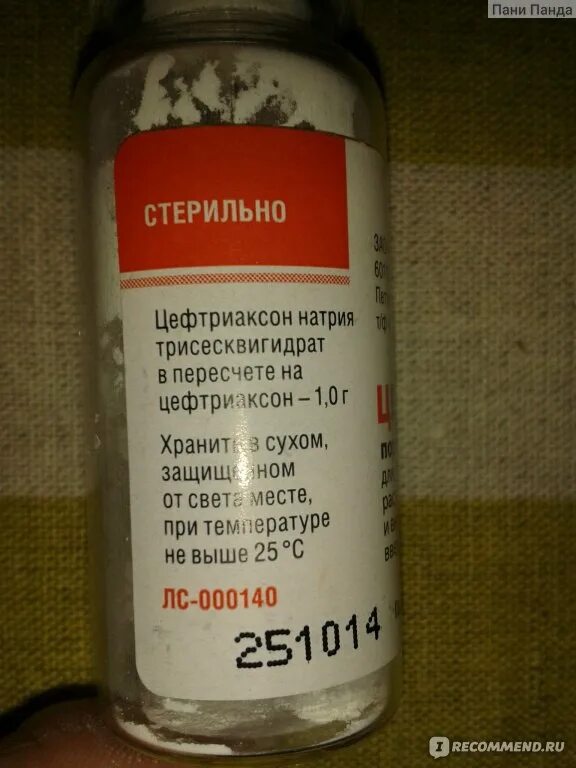 Пани Панда
СТЕРИЛЬНО
Цефтриаксон натрия
трисесквигидрат
в пересчете на
цефтриаксон – 1,0 г
Хранить в сухом,
защищенном
от света месте,
при температуре
не выше 25 °C
ЛС-000140
251014
IRECOMMEND.RU